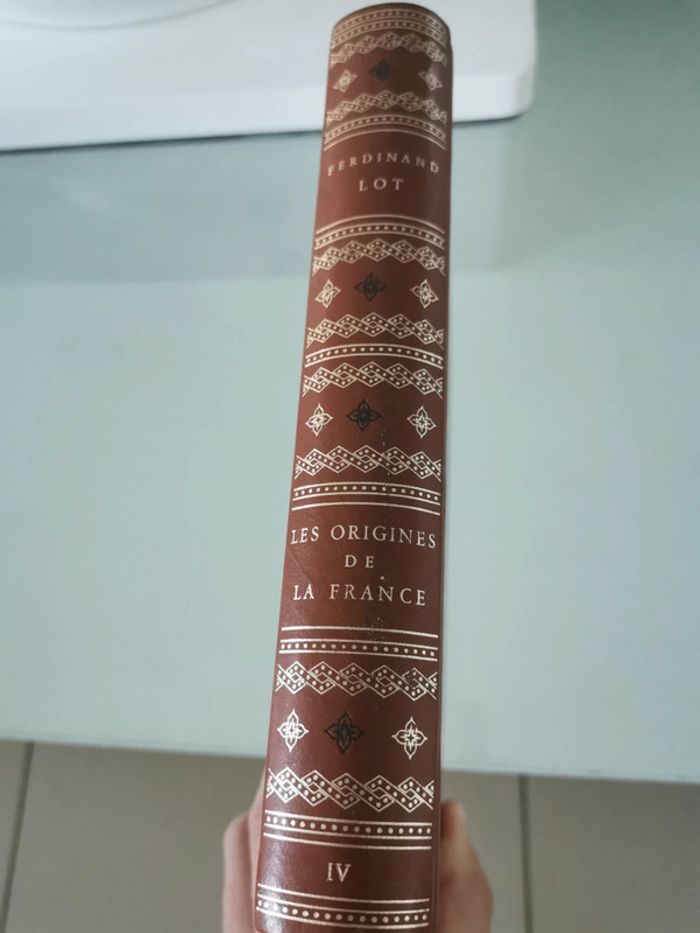 FERDINAND
LOT
LES ORIGINES
DE
LA FRANCE
IV